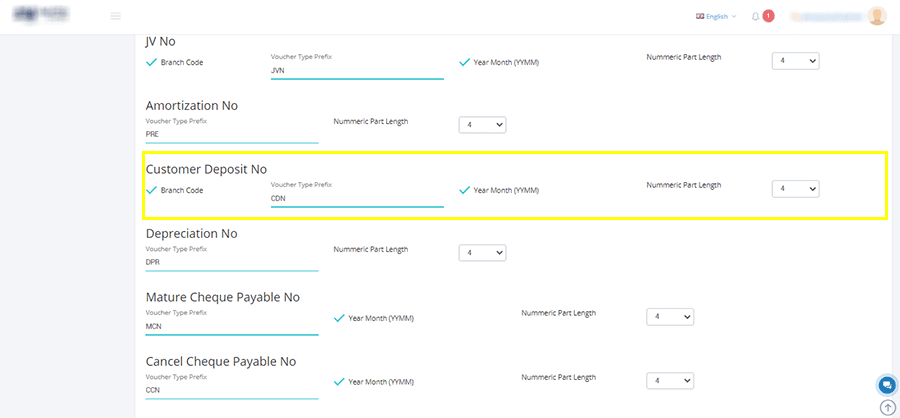 English
1
JV No
Branch Code
Voucher Type Prefix
JVN
Year Month (YYMM)
Nummeric Part Length
4
Amortization No
Voucher Type Prefix
PRE
Nummeric Part Length
4
Customer Deposit No
Branch Code
Voucher Type Prefix
CDN
Year Month (YYMM)
Nummeric Part Length
4
Depreciation No
Voucher Type Prefix
DPR
Nummeric Part Length
4
Mature Cheque Payable No
Voucher Type Prefix
MCN
Year Month (YYMM)
Nummeric Part Length
4
Cancel Cheque Payable No
Voucher Type Prefix
CCN
Year Month (YYMM)
Nummeric Part Length
4